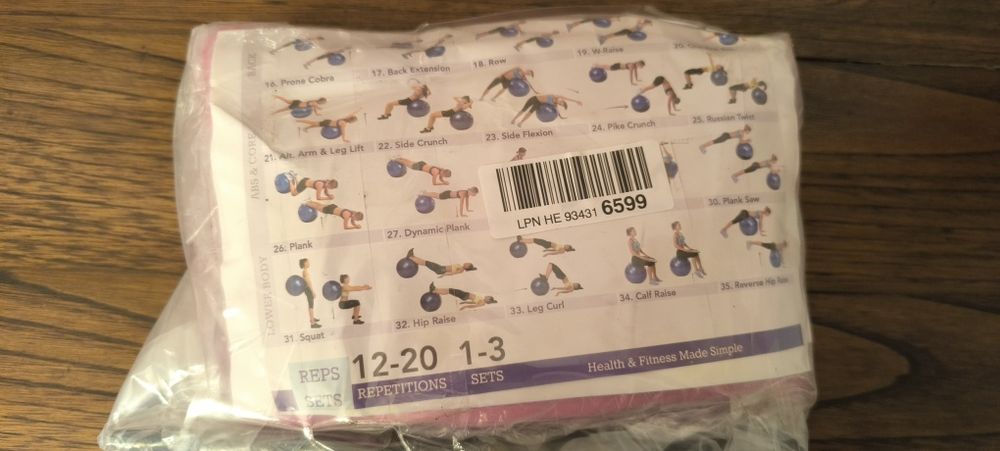 BACK
16. Prone Cobra
17. Back Extension
18. Row
19. W-Raise
20.
ABS & CORE
21. Alt. Arm & Leg Lift
22. Side Crunch
23. Side Flexion
24. Pike Crunch
25. Russian Twist
26. Plank
27. Dynamic Plank
LPN HE 93431 6599
30. Plank Saw
LOWER BODY
31. Squat
32. Hip Raise
33. Leg Curl
34. Calf Raise
35. Reverse Hip Raise
REPS
SETS
12-20
REPETITIONS
1-3
SETS
Health & Fitness Made Simple